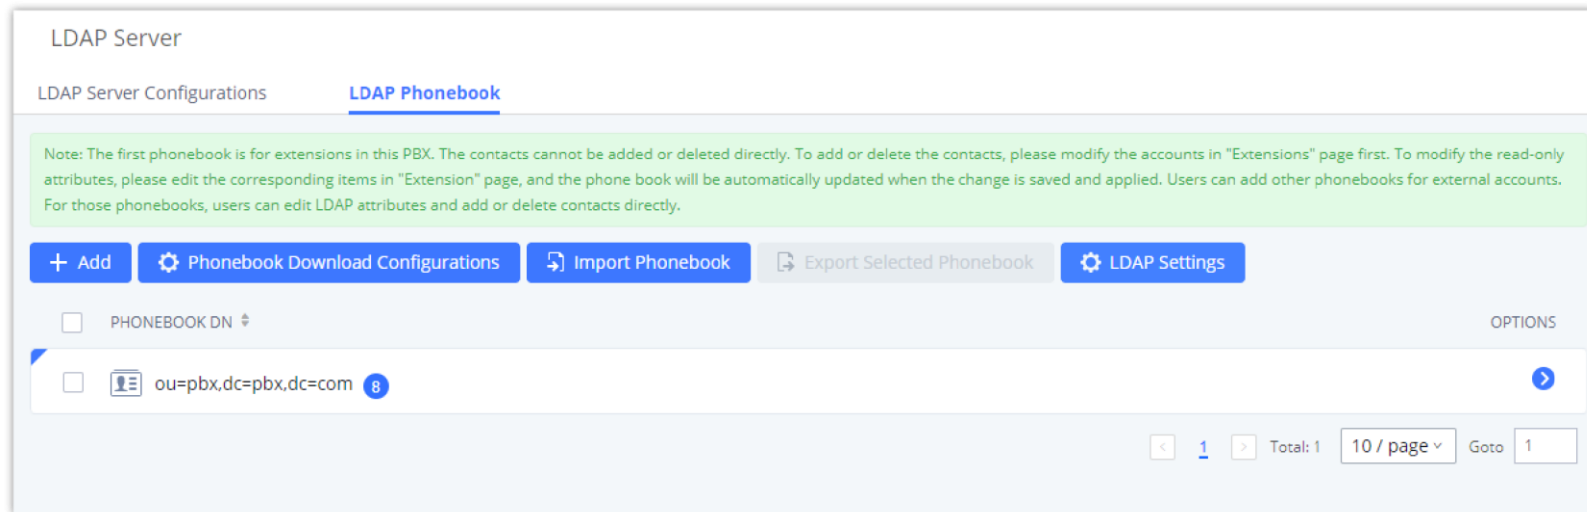 LDAP Server
LDAP Server Configurations LDAP Phonebook
Note: The first phonebook is for extensions in this PBX. The contacts cannot be added or deleted directly. To add or delete the contacts, please modify the accounts in "Extensions" page first. To modify the read-only
attributes, please edit the corresponding items in "Extension" page, and the phone book will be automatically updated when the change is saved and applied. Users can add other phonebooks for external accounts.
For those phonebooks, users can edit LDAP attributes and add or delete contacts directly.
+ Add Phonebook Download Configurations Import Phonebook Export Selected Phonebook LDAP Settings
PHONEBOOK DN OPTIONS
ou=pbx,dc=pbx,dc=com 8
< 1 > Total: 1 10 / page Goto 1